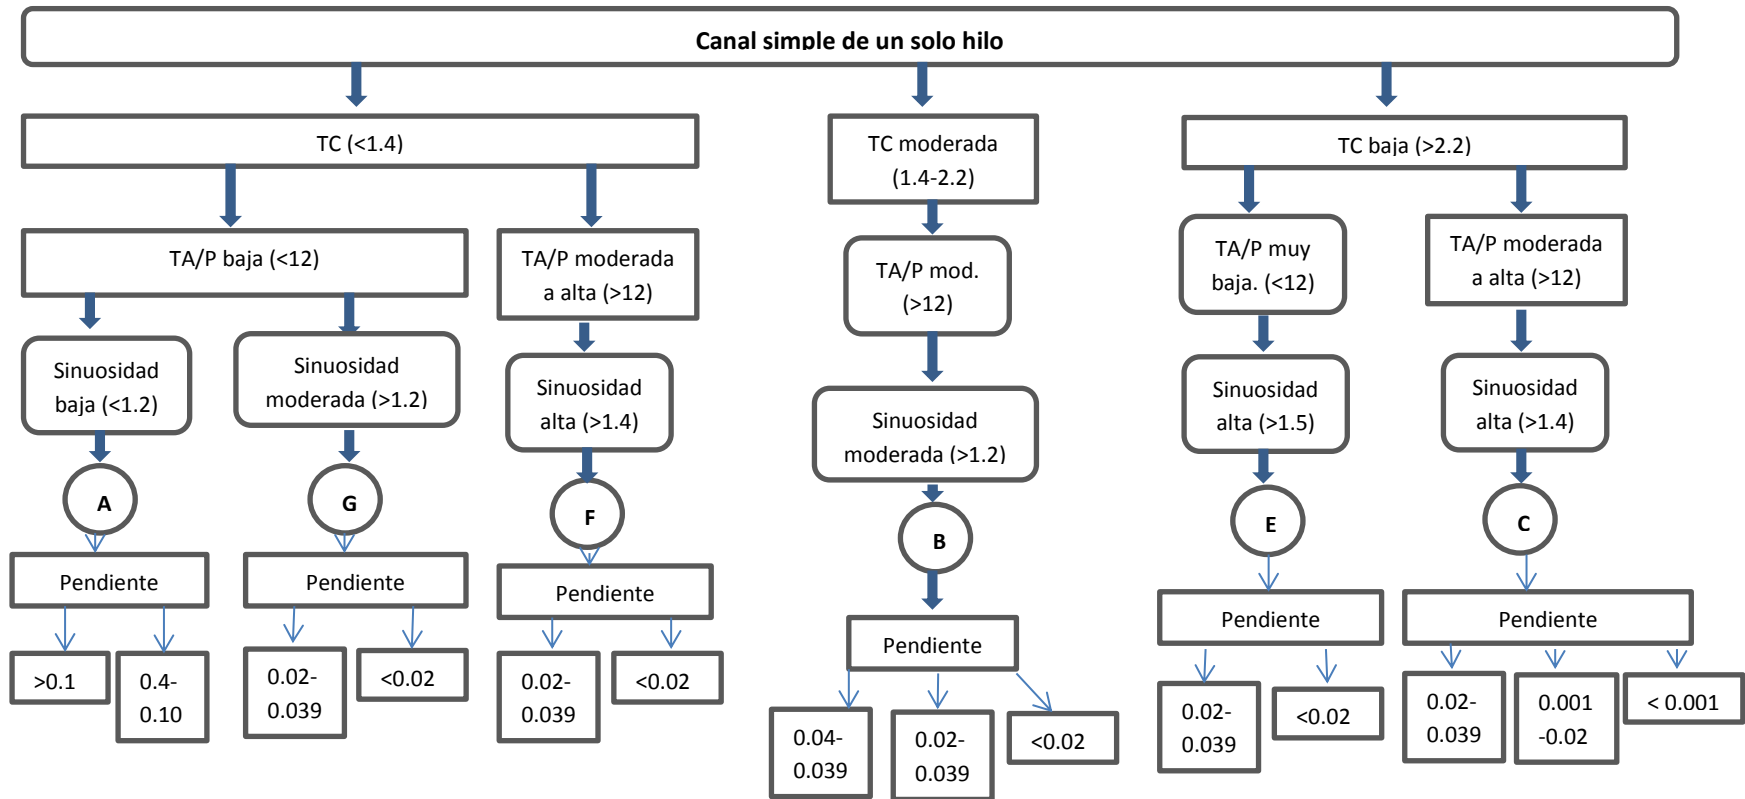 Canal simple de un solo hilo
TC (<1.4)
TC moderada
(1.4-2.2)
TC baja (>2.2)
TA/P baja (<12)
TA/P moderada
a alta (>12)
TA/P mod.
(>12)
TA/P muy
baja. (<12)
TA/P moderada
a alta (>12)
Sinuosidad
baja (<1.2)
Sinuosidad
moderada (>1.2)
Sinuosidad
alta (>1.4)
Sinuosidad
moderada (>1.2)
Sinuosidad
alta (>1.5)
Sinuosidad
alta (>1.4)
A
G
F
B
E
C
Pendiente
Pendiente
Pendiente
Pendiente
Pendiente
Pendiente
>0.1
0.4-
0.10
0.02-
0.039
<0.02
0.02-
0.039
<0.02
0.04-
0.039
0.02-
0.039
<0.02
0.02-
0.039
<0.02
0.02-
0.039
0.001
-0.02
< 0.001